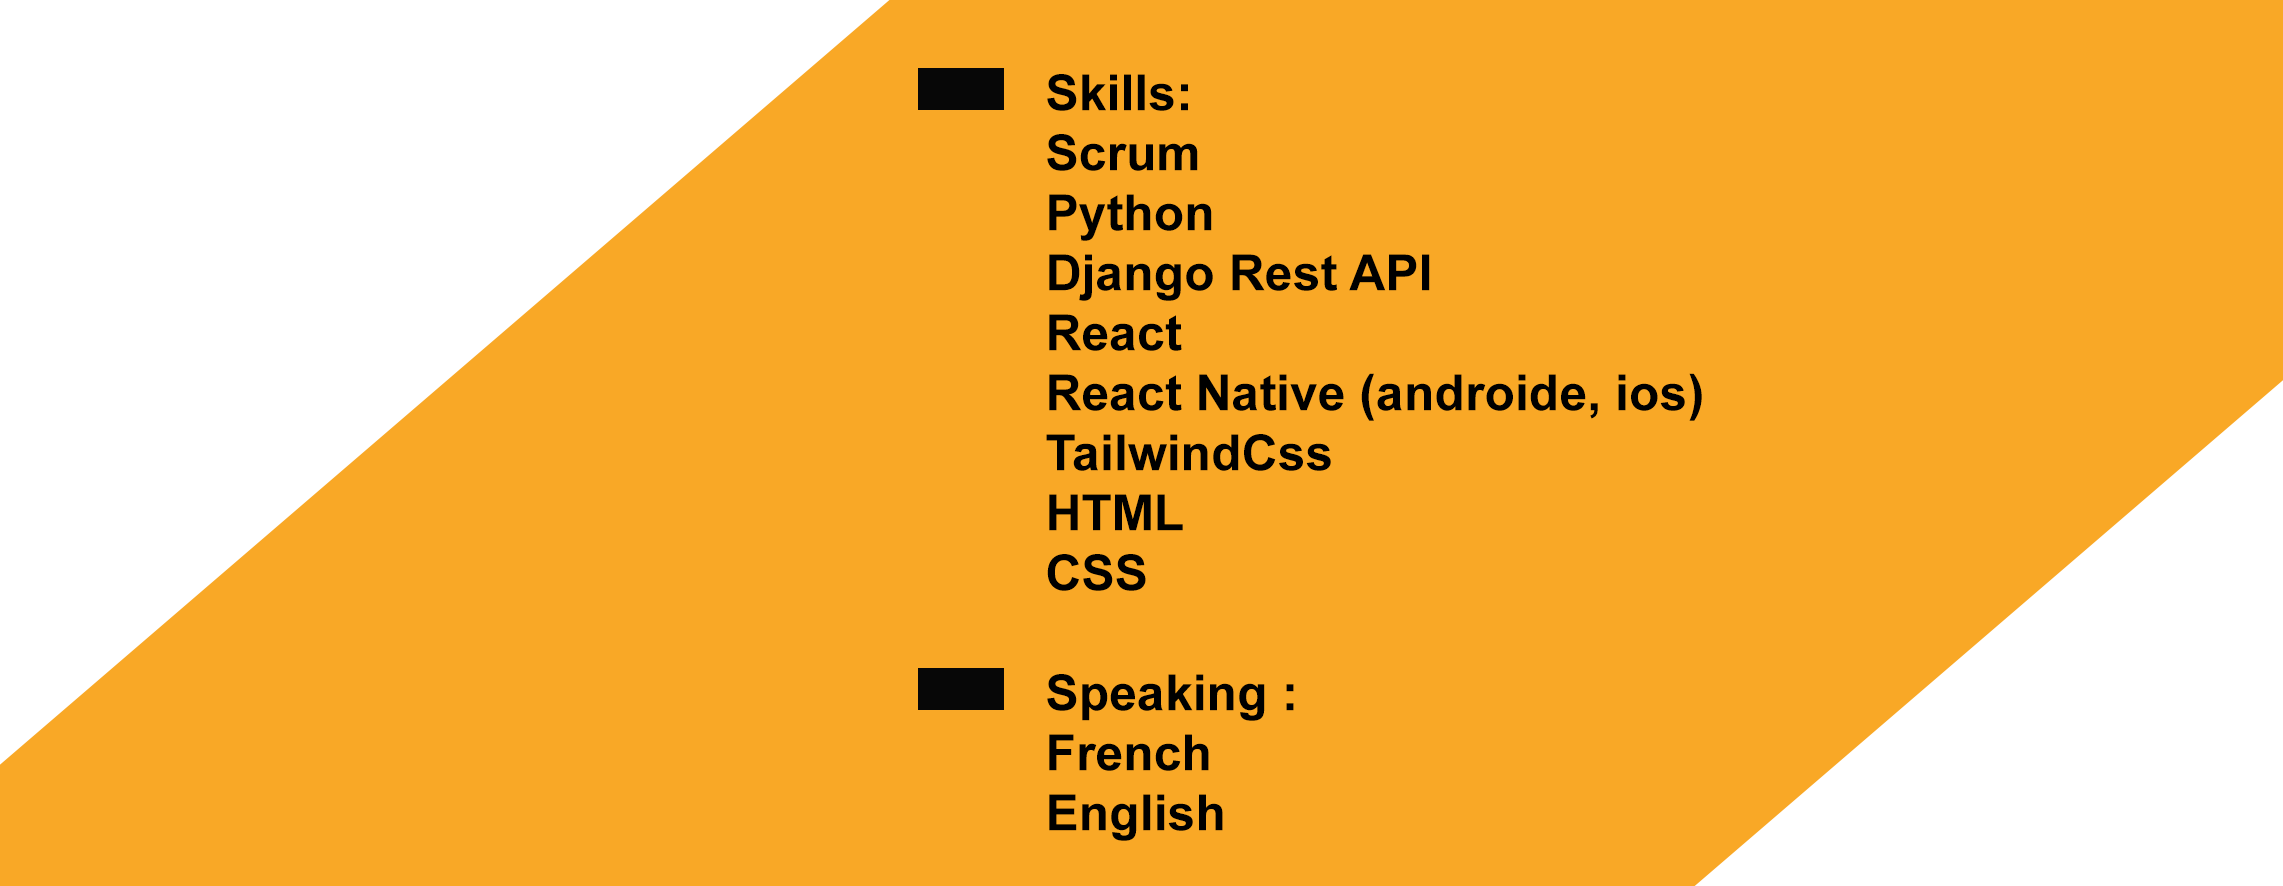 Skills:
Scrum
Python
Django Rest API
React
React Native (androide, ios)
TailwindCss
HTML
CSS
Speaking :
French
English